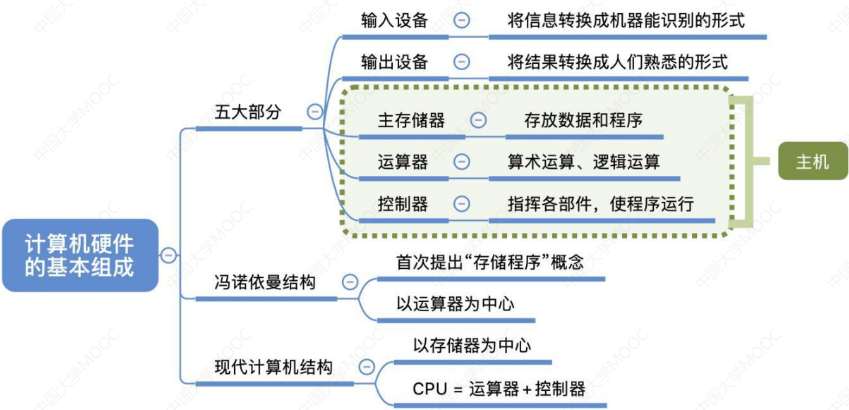 输入设备
将信息转换成机器能识别的形式
输出设备
将结果转换成人们熟悉的形式
五大部分
主存储器
存放数据和程序
运算器
算术运算、逻辑运算
主机
控制器
指挥各部件，使程序运行
计算机硬件
的基本组成
冯诺依曼结构
首次提出“存储程序”概念
以运算器为中心
现代计算机结构
以存储器为中心
CPU = 运算器+控制器
中国大学MOOC